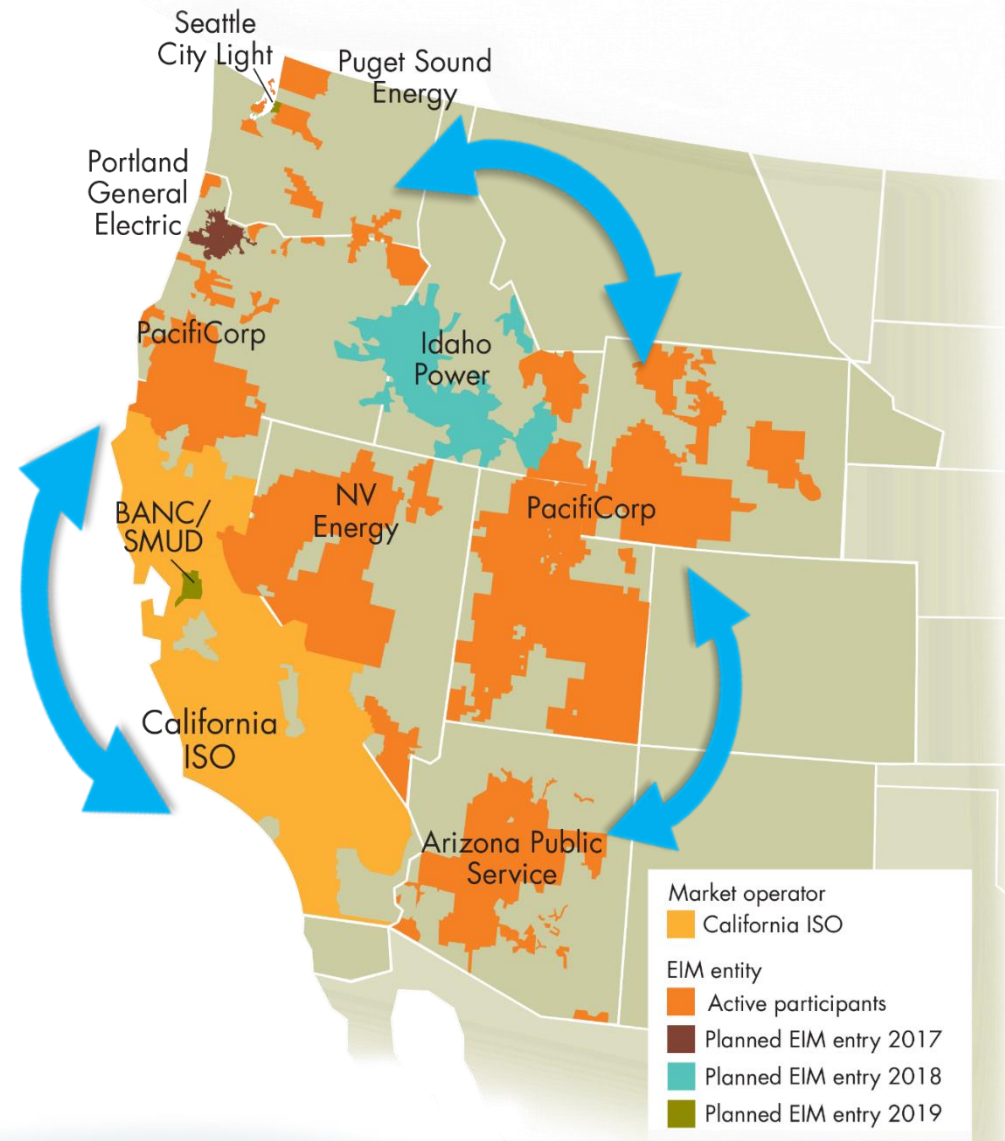 Seattle
City Light
Puget Sound
Energy
Portland
General
Electric
PacifiCorp
Idaho
Power
BANC/
SMUD
NV
Energy
PacifiCorp
California
ISO
Arizona Public
Service
Market operator
California ISO
EIM entity
Active participants
Planned EIM entry 2017
Planned EIM entry 2018
Planned EIM entry 2019